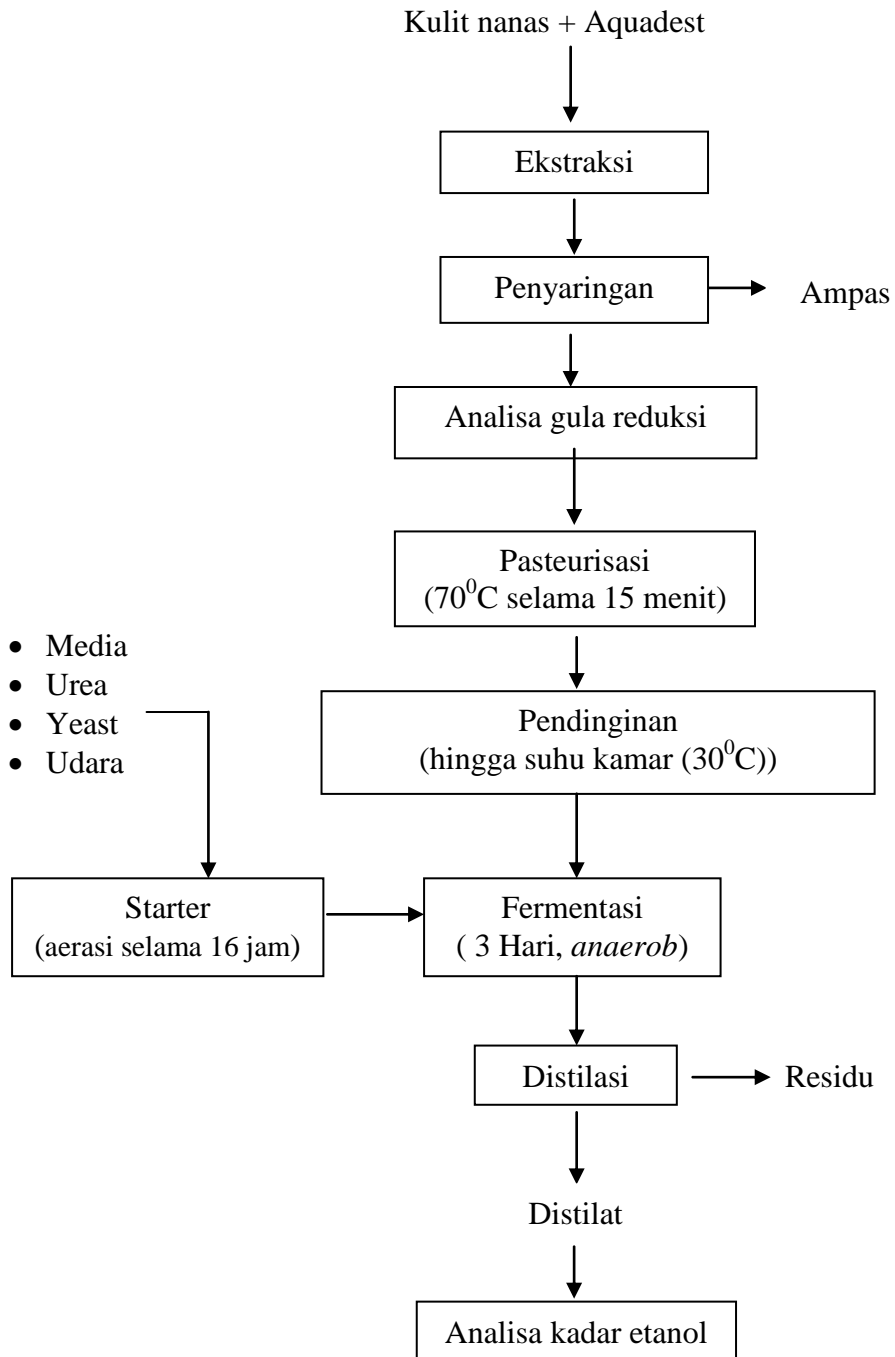 Kulit nanas + Aquadest
Ekstraksi
Penyaringan
Ampas
Analisa gula reduksi
Pasteurisasi
(70⁰C selama 15 menit)
• Media
• Urea
• Yeast
• Udara
Pendinginan
(hingga suhu kamar (30⁰C))
Starter
(aerasi selama 16 jam)
Fermentasi
( 3 Hari, anaerob)
Distilasi
Residu
Distilat
Analisa kadar etanol